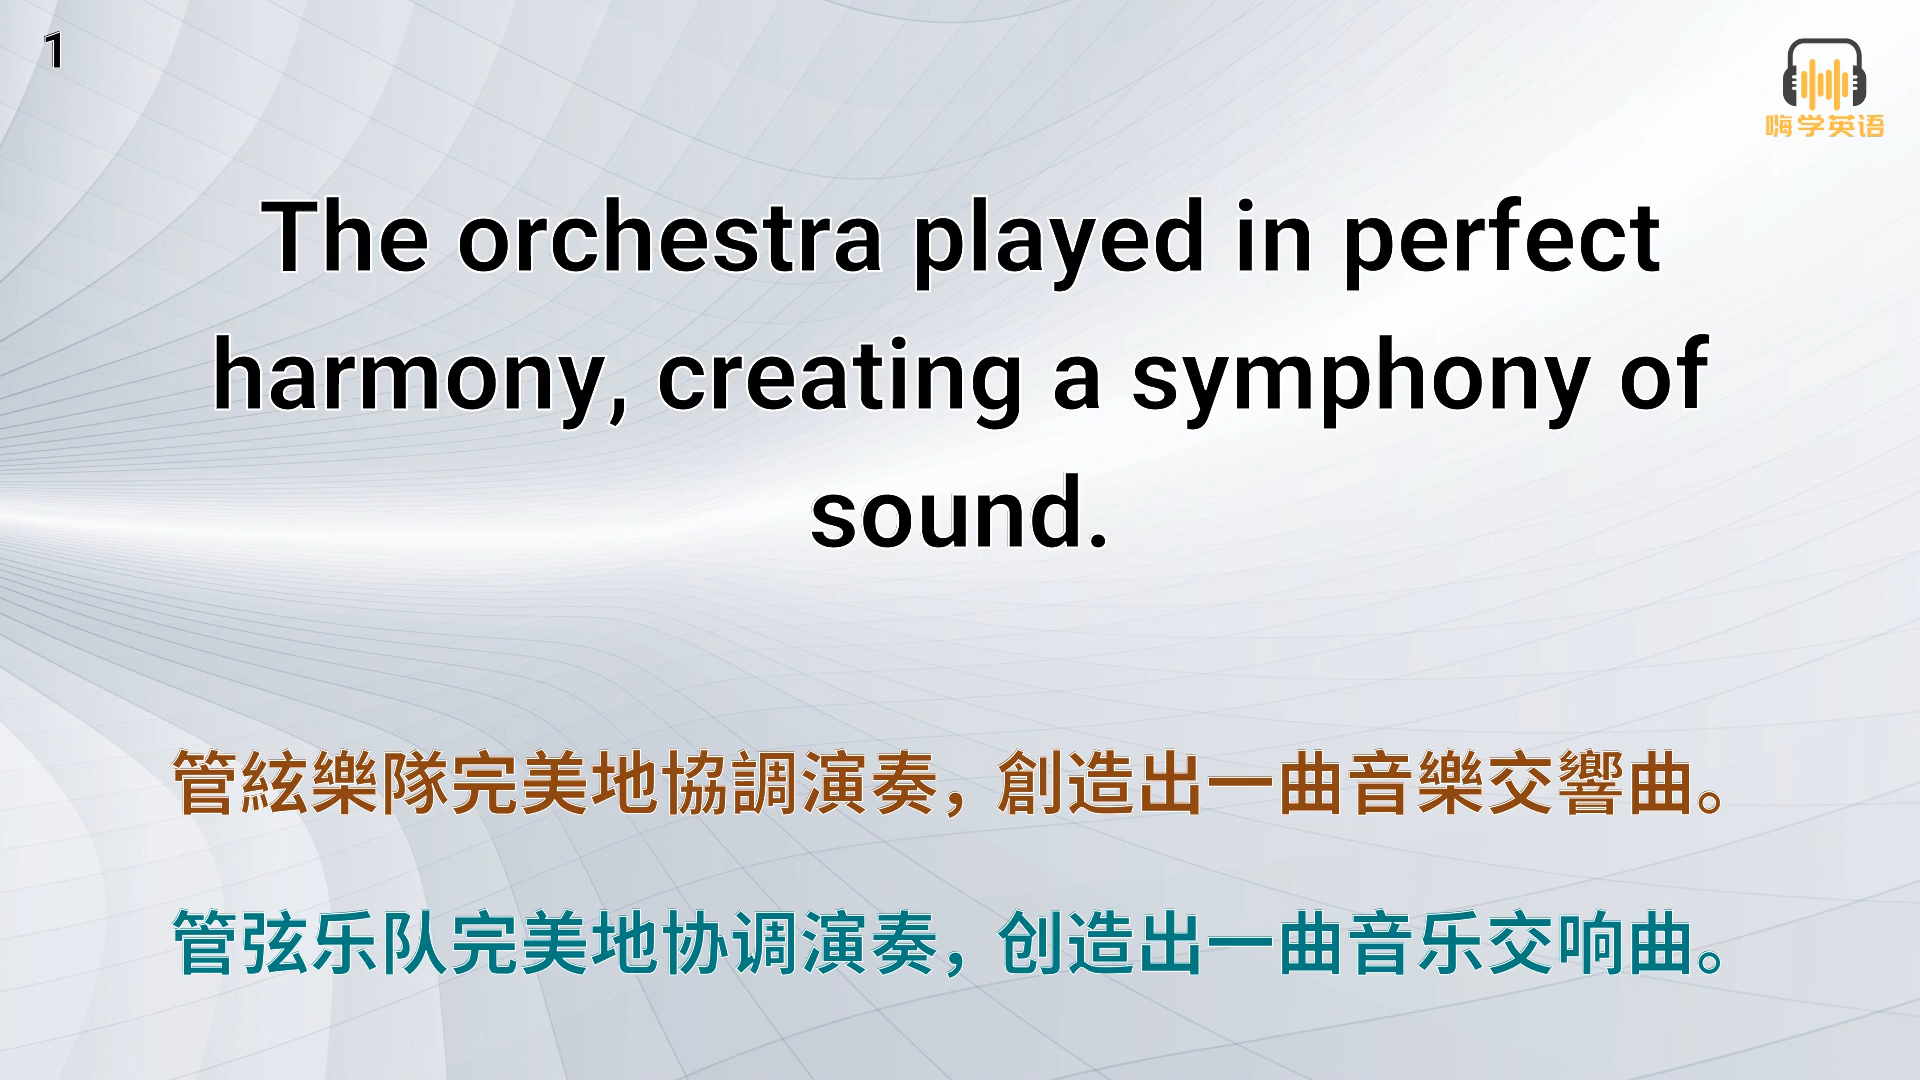 1
嗨学英语
The orchestra played in perfect
harmony, creating a symphony of
sound.
管絃樂隊完美地協調演奏，創造出一曲音樂交響曲。
管弦乐队完美地协调演奏，创造出一曲音乐交响曲。